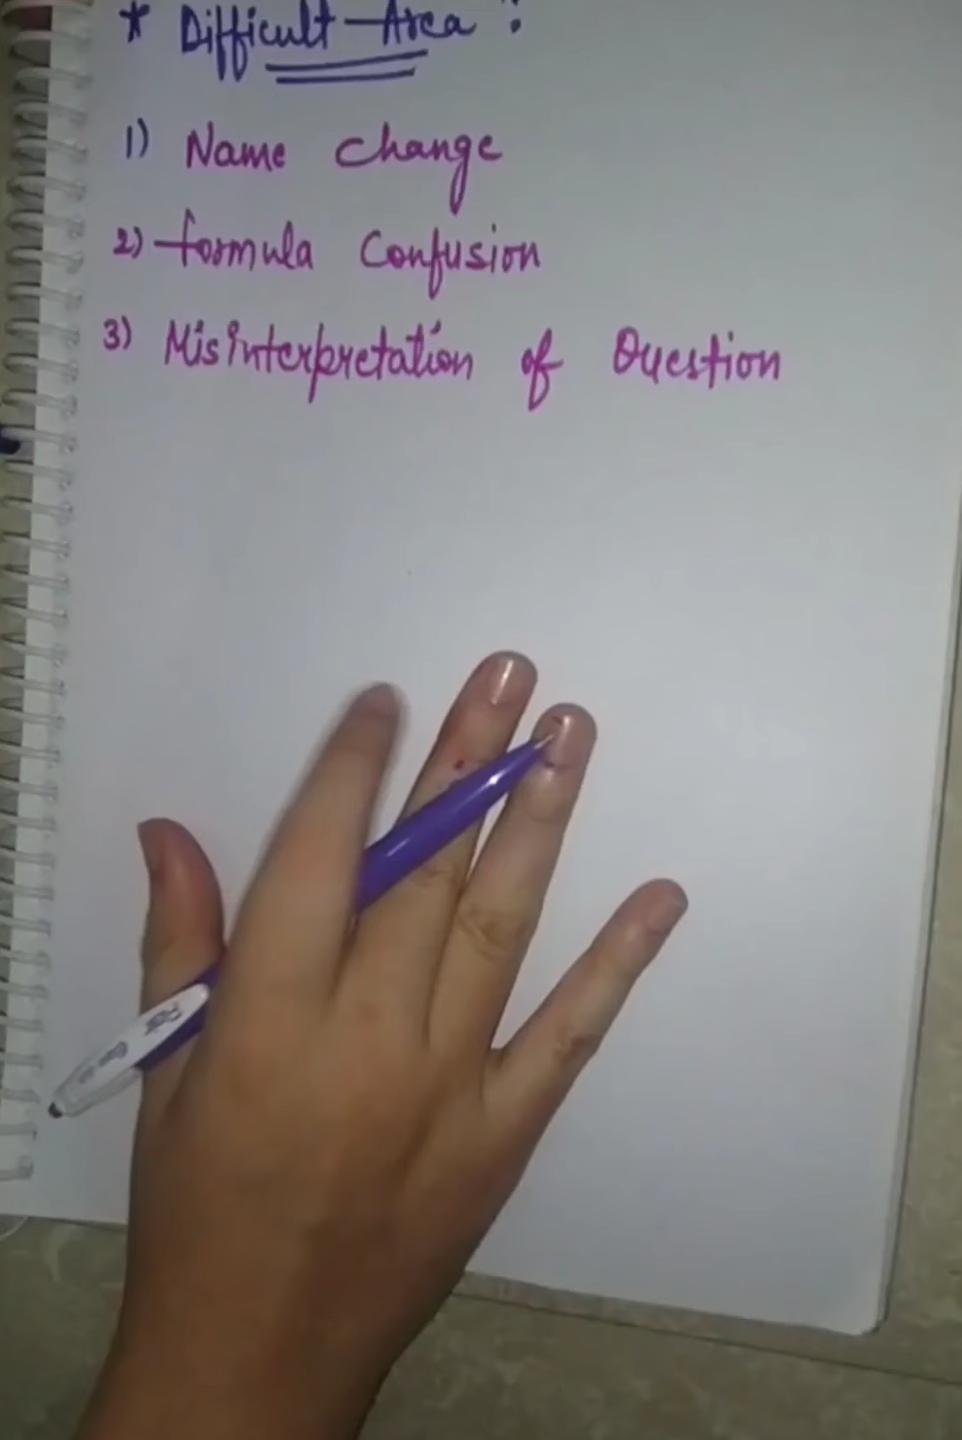 * Difficult Area :
1) Name change
2) formula Confusion
3) Misinterpretation of Question